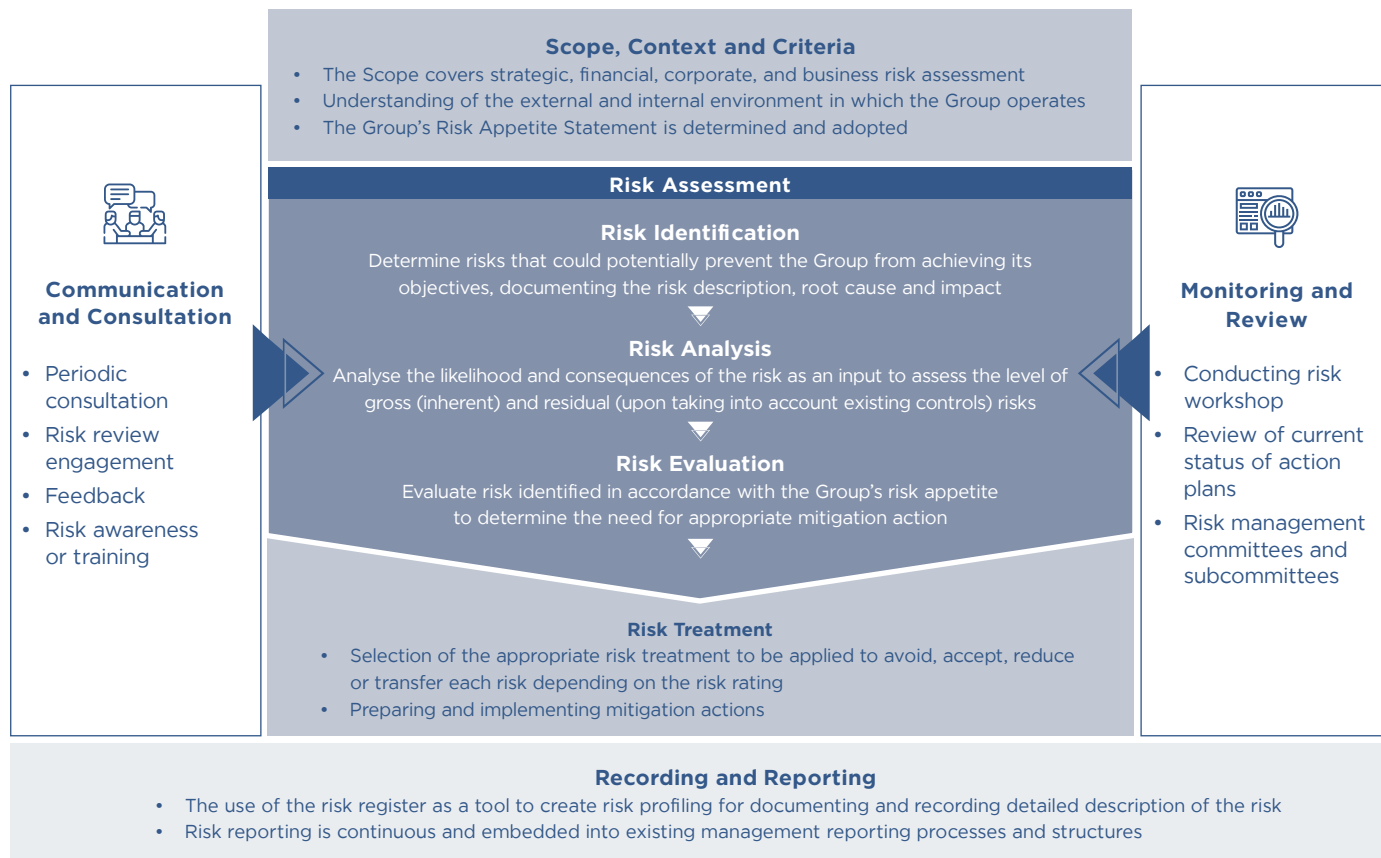 Scope, Context and Criteria
• The Scope covers strategic, financial, corporate, and business risk assessment
• Understanding of the external and internal environment in which the Group operates
• The Group's Risk Appetite Statement is determined and adopted
Communication
and Consultation
• Periodic
consultation
• Risk review
engagement
• Feedback
• Risk awareness
or training
Risk Assessment
Risk Identification
Determine risks that could potentially prevent the Group from achieving its
objectives, documenting the risk description, root cause and impact
Risk Analysis
Analyse the likelihood and consequences of the risk as an input to assess the level of
gross (inherent) and residual (upon taking into account existing controls) risks
Risk Evaluation
Evaluate risk identified in accordance with the Group's risk appetite
to determine the need for appropriate mitigation action
Risk Treatment
• Selection of the appropriate risk treatment to be applied to avoid, accept, reduce
or transfer each risk depending on the risk rating
• Preparing and implementing mitigation actions
Monitoring and
Review
• Conducting risk
workshop
• Review of current
status of action
plans
• Risk management
committees and
subcommittees
Recording and Reporting
• The use of the risk register as a tool to create risk profiling for documenting and recording detailed description of the risk
• Risk reporting is continuous and embedded into existing management reporting processes and structures